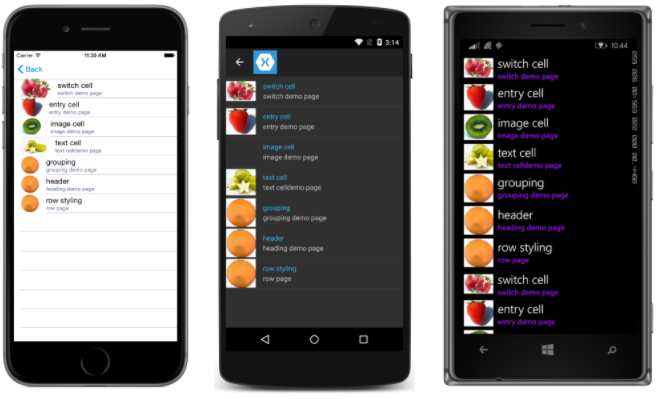 Carrier
11:30 AM
Back
switch cell
switch demo page
entry cell
entry demo page
image cell
image demo page
text cell
text celldemo page
grouping
grouping demo page
header
heading demo page
row styling
row page
3:14
switch cell
switch demo page
entry cell
entry demo page
image cell
image demo page
text cell
text celldemo page
grouping
grouping demo page
header
heading demo page
row styling
row page
10:44
switch cell
switch demo page
entry cell
entry demo page
image cell
image demo page
text cell
text celldemo page
grouping
grouping demo page
header
heading demo page
row styling
row page
switch cell
switch demo page
entry cell
entry demo page